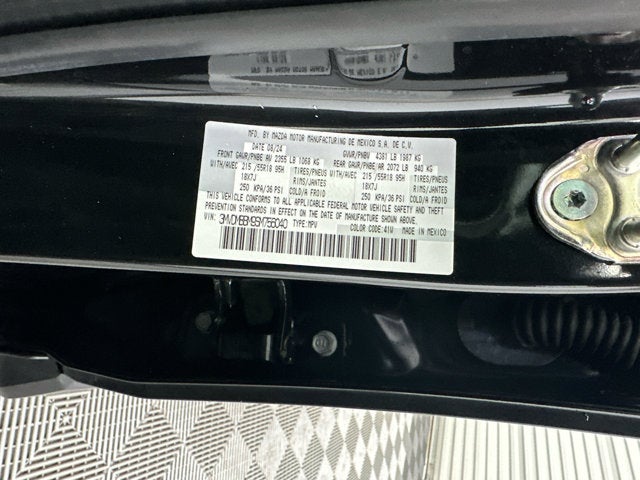 MFD. BY MAZDA MOTOR MANUFACTURING DE MEXICO S.A. DE C.V.
DATE 08/24 GVWR/PNBV 4381 LB 1987 KG
FRONT GAWR/PNBE AV 2355 LB 1068 KG REAR GAWR/PNBE AR 2072 LB 940 KG
WITH/AVEC 215/55R18 95H TIRES/PNEUS WITH/AVEC 215/55R18 95H TIRES/PNEUS
18X7J RIMS/JANTES 18X7J RIMS/JANTES
250 KPA/36 PSI COLD/A FROID 250 KPA/36 PSI COLD/A FROID
THIS VEHICLE CONFORMS TO ALL APPLICABLE FEDERAL MOTOR VEHICLE SAFETY AND THEFT
PREVENTION STANDARDS IN EFFECT ON THE DATE OF MANUFACTURE SHOWN ABOVE.
VIN: TYPE:MPV COLOR CODE:41W MADE IN MEXICO